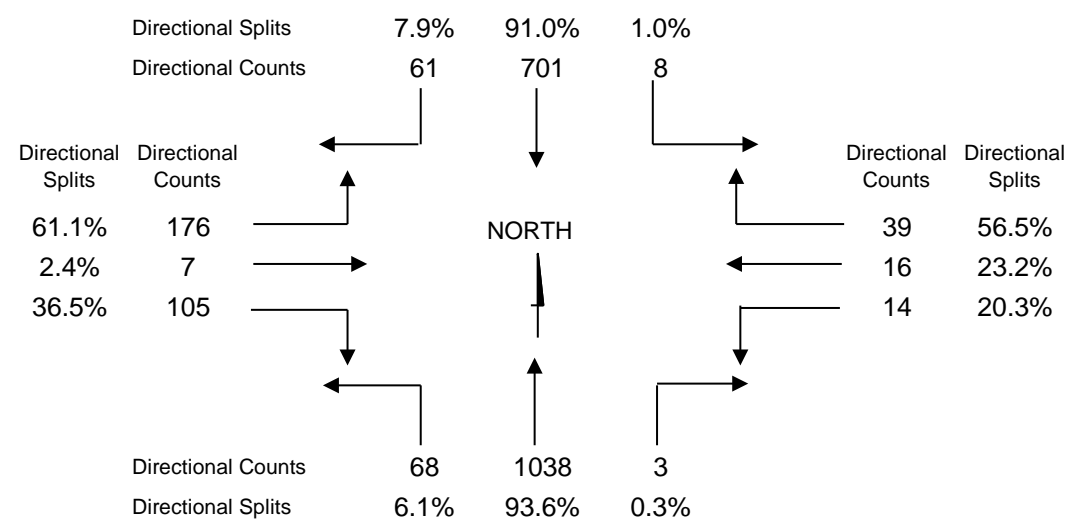 Directional Splits 7.9% 91.0% 1.0%
Directional Counts 61 701 8
Directional Directional Directional Directional
Splits Counts Counts Splits
61.1% 176 NORTH 39 56.5%
2.4% 7 16 23.2%
36.5% 105 14 20.3%
Directional Counts 68 1038 3
Directional Splits 6.1% 93.6% 0.3%